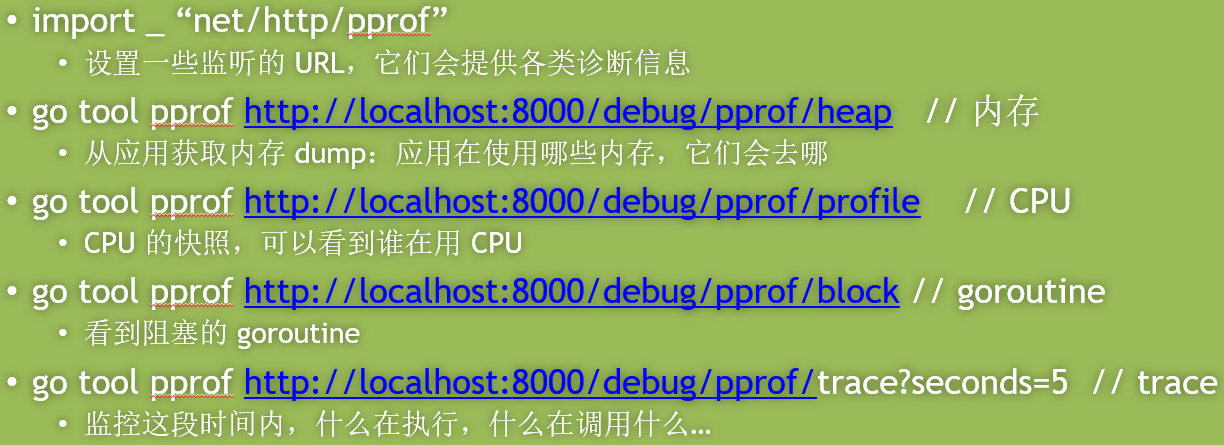 • import _ “net/http/pprof”
• 设置一些监听的 URL，它们会提供各类诊断信息
• go tool pprof http://localhost:8000/debug/pprof/heap // 内存
• 从应用获取内存 dump：应用在使用哪些内存，它们会去哪
• go tool pprof http://localhost:8000/debug/pprof/profile // CPU
• CPU 的快照，可以看到谁在用 CPU
• go tool pprof http://localhost:8000/debug/pprof/block // goroutine
• 看到阻塞的 goroutine
• go tool pprof http://localhost:8000/debug/pprof/trace?seconds=5 // trace
• 监控这段时间内，什么在执行，什么在调用什么…